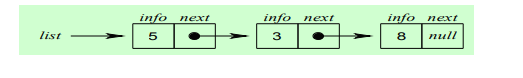 info next info next info next
list 5 3 8 null